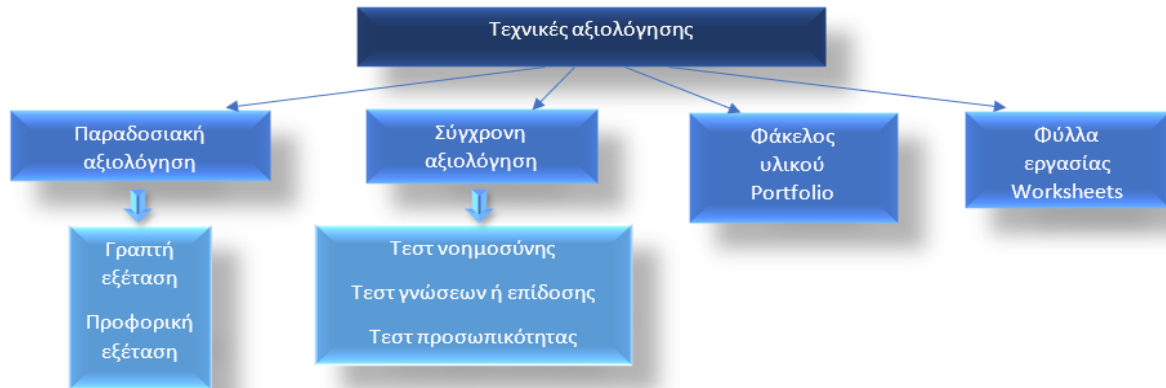 Τεχνικές αξιολόγησης
Παραδοσιακή
αξιολόγηση
Σύγχρονη
αξιολόγηση
Φάκελος
υλικού
Portfolio
Φύλλα
εργασίας
Worksheets
Γραπτή
εξέταση
Προφορική
εξέταση
Τεστ νοημοσύνης
Τεστ γνώσεων ή επίδοσης
Τεστ προσωπικότητας